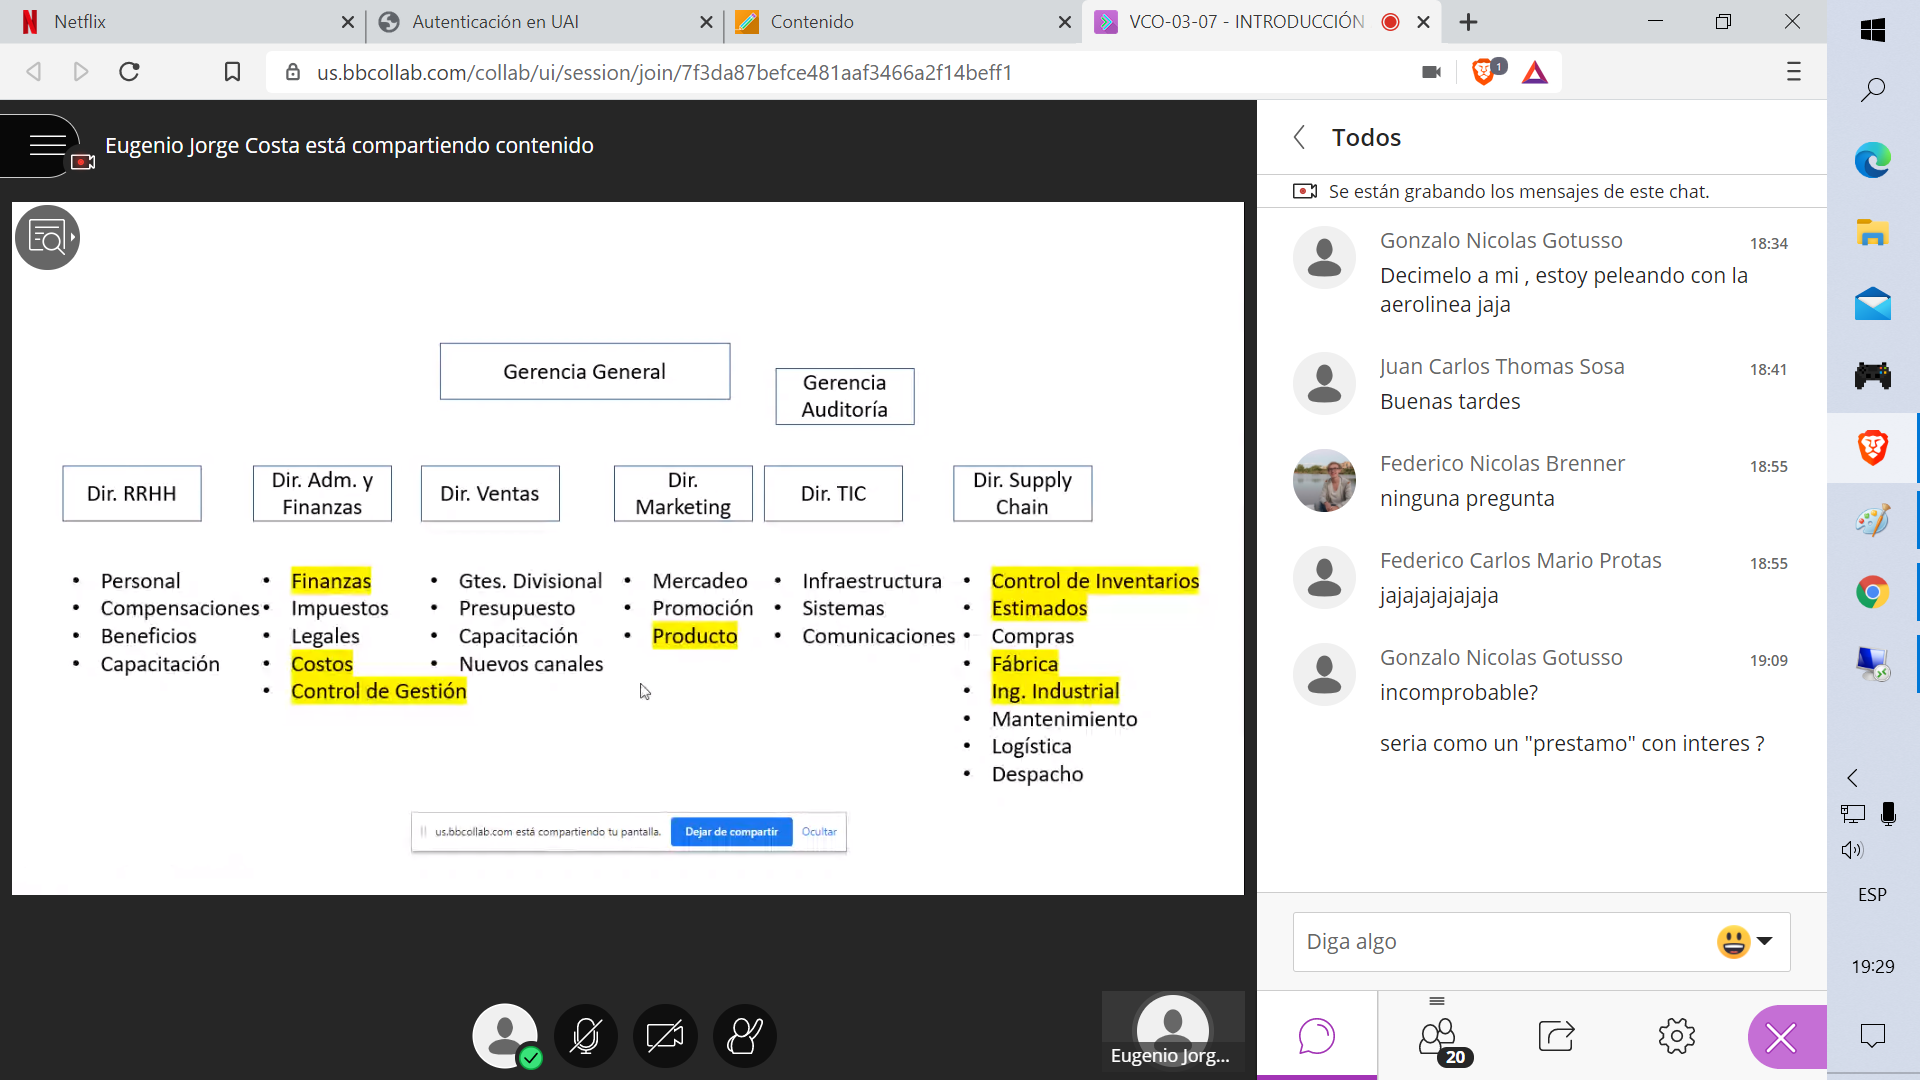 Netflix
Autenticación en UAI
Contenido
VCO-03-07 - INTRODUCCIÓN
us.bbcollab.com/collab/ui/session/join/7f3da87befce481aaf3466a2f14beff1
1
Eugenio Jorge Costa está compartiendo contenido
Gerencia General
Gerencia
Auditoría
Dir. RRHH
Dir. Adm. y
Finanzas
Dir. Ventas
Dir.
Marketing
Dir. TIC
Dir. Supply
Chain
• Personal
• Compensaciones
• Beneficios
• Capacitación
• Finanzas
• Impuestos
• Legales
• Costos
• Control de Gestión
• Gtes. Divisional
• Presupuesto
• Capacitación
• Nuevos canales
• Mercadeo
• Promoción
• Producto
• Infraestructura
• Sistemas
• Comunicaciones
• Control de Inventarios
• Estimados
• Compras
• Fábrica
• Ing. Industrial
• Mantenimiento
• Logística
• Despacho
us.bbcollab.com está compartiendo tu pantalla.
Dejar de compartir
Ocultar
Eugenio Jorg...
Todos
Se están grabando los mensajes de este chat.
Gonzalo Nicolas Gotusso 18:34
Decimelo a mi , estoy peleando con la
aerolinea jaja
Juan Carlos Thomas Sosa 18:41
Buenas tardes
Federico Nicolas Brenner 18:55
ninguna pregunta
Federico Carlos Mario Protas 18:55
jajajajajajaja
Gonzalo Nicolas Gotusso 19:09
incomprobable?
seria como un "prestamo" con interes ?
Diga algo
20
ESP
19:29